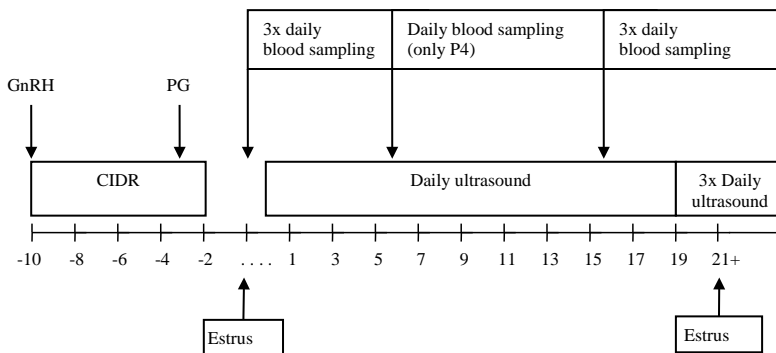 3x daily
blood sampling
Daily blood sampling
(only P4)
3x daily
blood sampling
GnRH
PG
CIDR
Daily ultrasound
3x Daily
ultrasound
-10 -8 -6 -4 -2 . . . . 1 3 5 7 9 11 13 15 17 19 21+
Estrus
Estrus